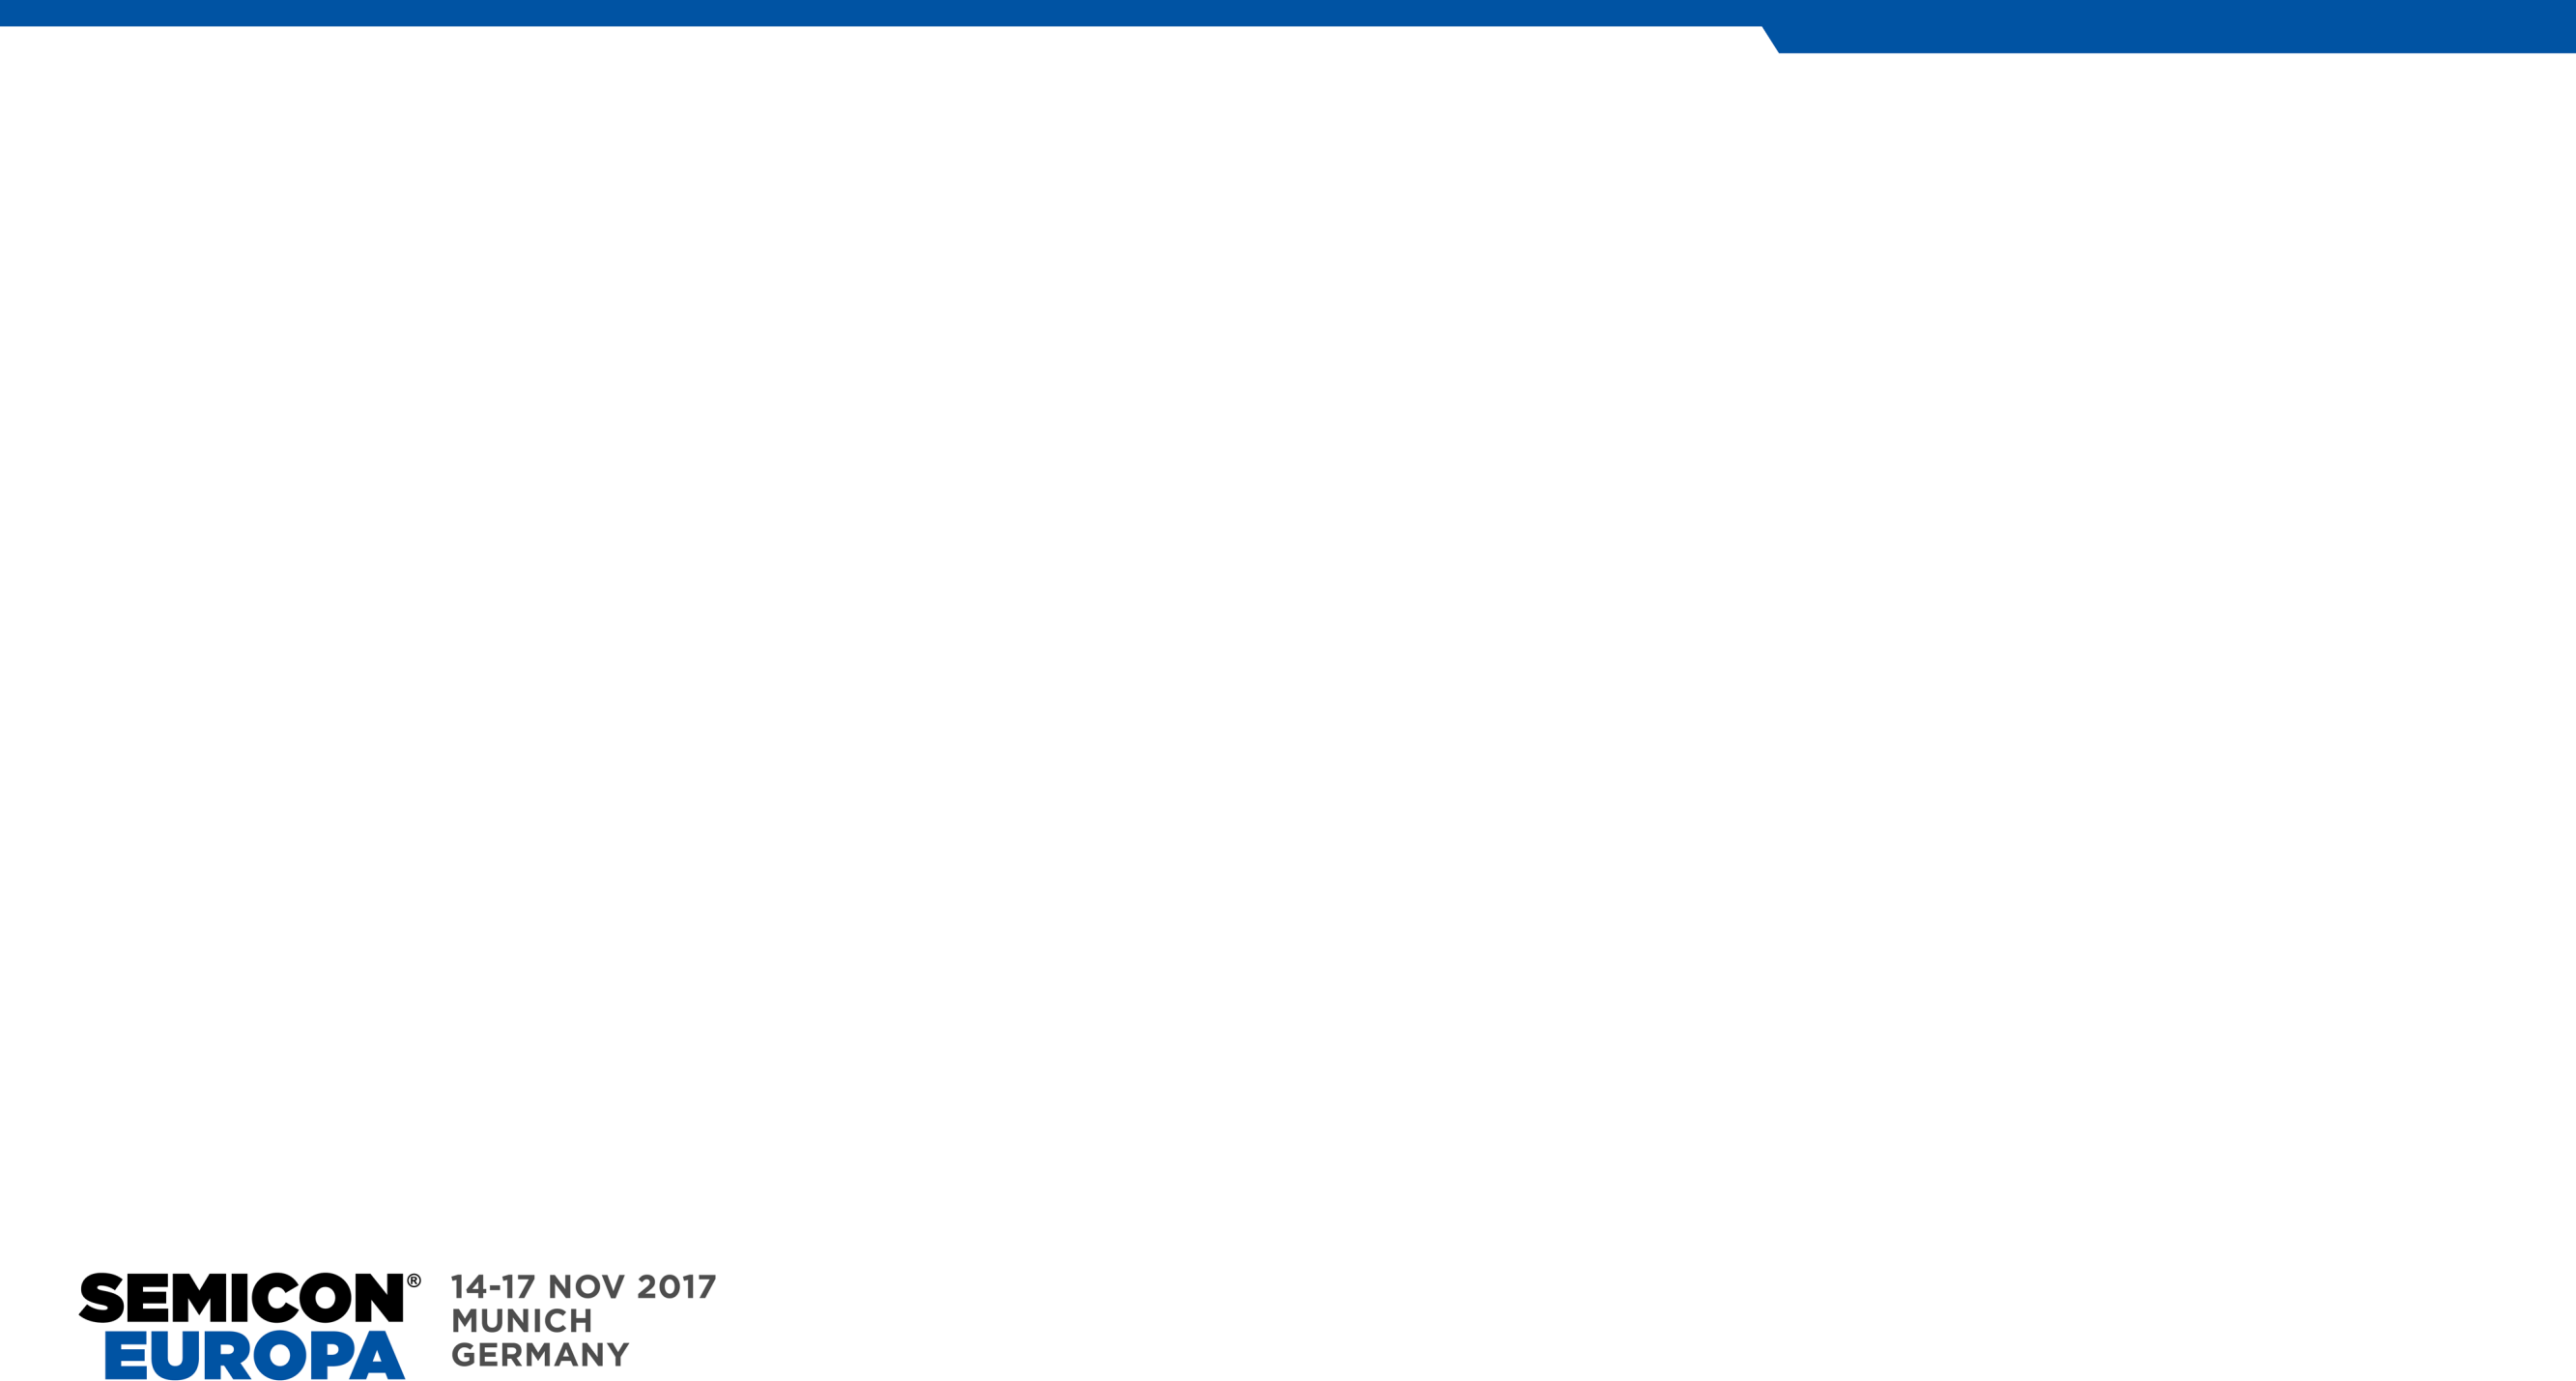 SEMICON®
EUROPA
14-17 NOV 2017
MUNICH
GERMANY